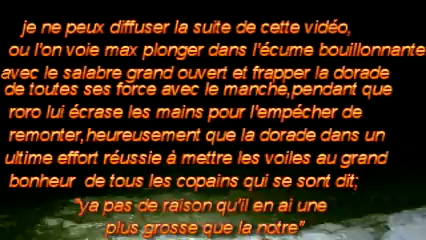 je ne peux diffuser la suite de cette vidéo,
ou l'on voie max plonger dans l'écume bouillonnante
avec le salabre grand ouvert et frapper la dorade
de toutes ses force avec le manche,pendant que
roro lui écrase les mains pour l'empécher de
remonter,heureusement que la dorade dans un
ultime effort réussie à mettre les voiles au grand
bonheur de tous les copains qui se sont dit;
"ya pas de raison qu'il en ai une
plus grosse que la notre"